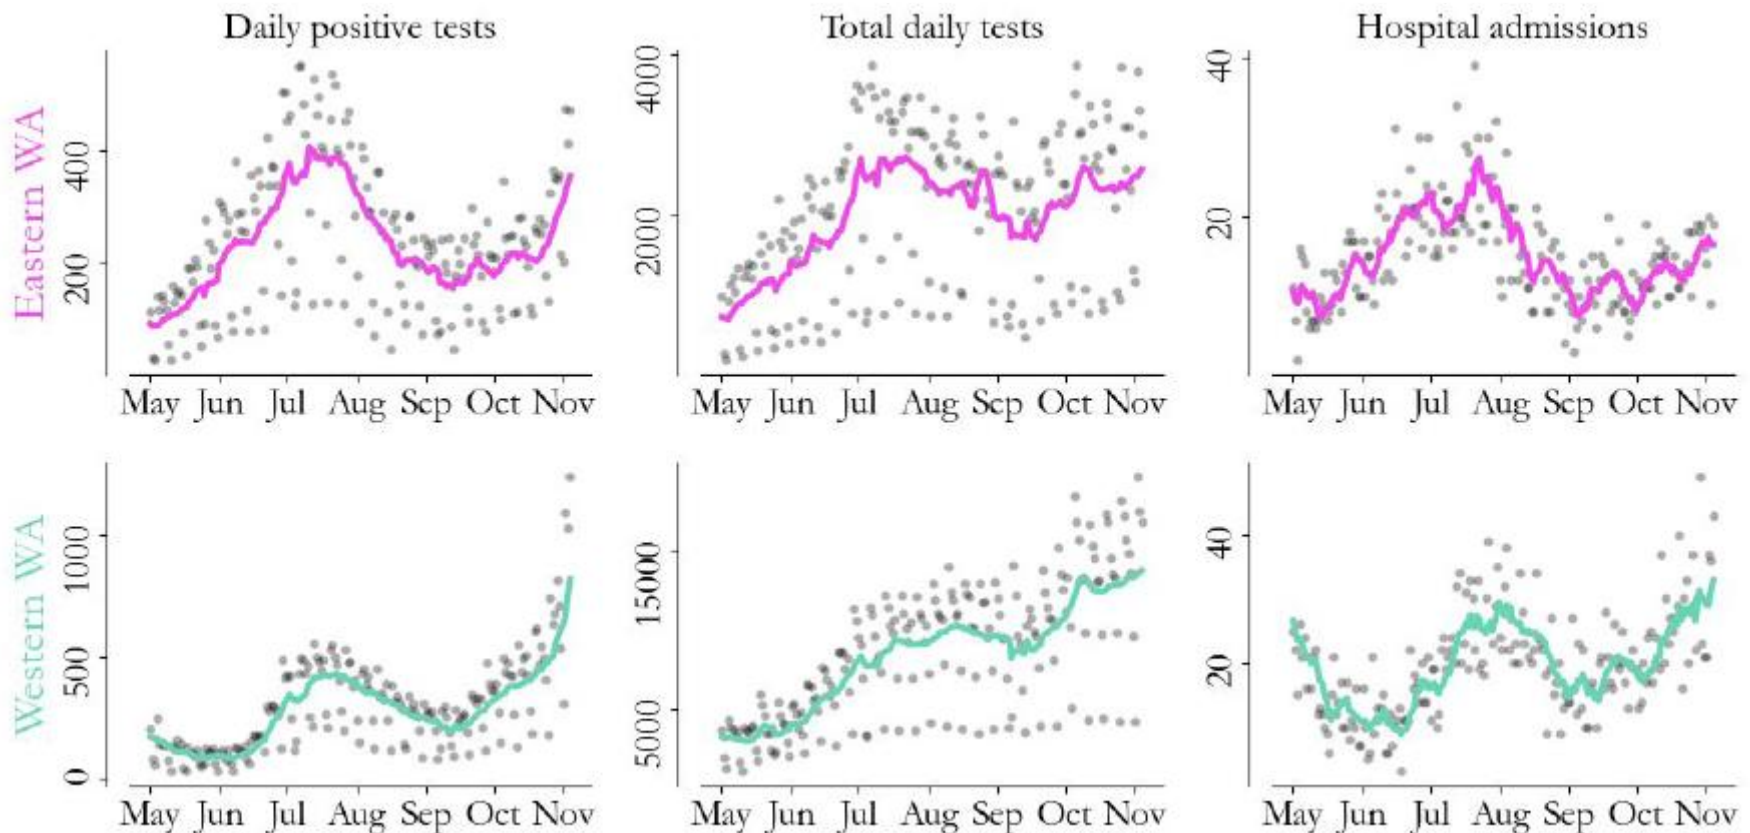 Daily positive tests
Total daily tests
Hospital admissions
Eastern WA
400
200
May Jun Jul Aug Sep Oct Nov
4000
2000
May Jun Jul Aug Sep Oct Nov
40
20
May Jun Jul Aug Sep Oct Nov
Western WA
1000
500
0
May Jun Jul Aug Sep Oct Nov
15000
5000
May Jun Jul Aug Sep Oct Nov
40
20
May Jun Jul Aug Sep Oct Nov